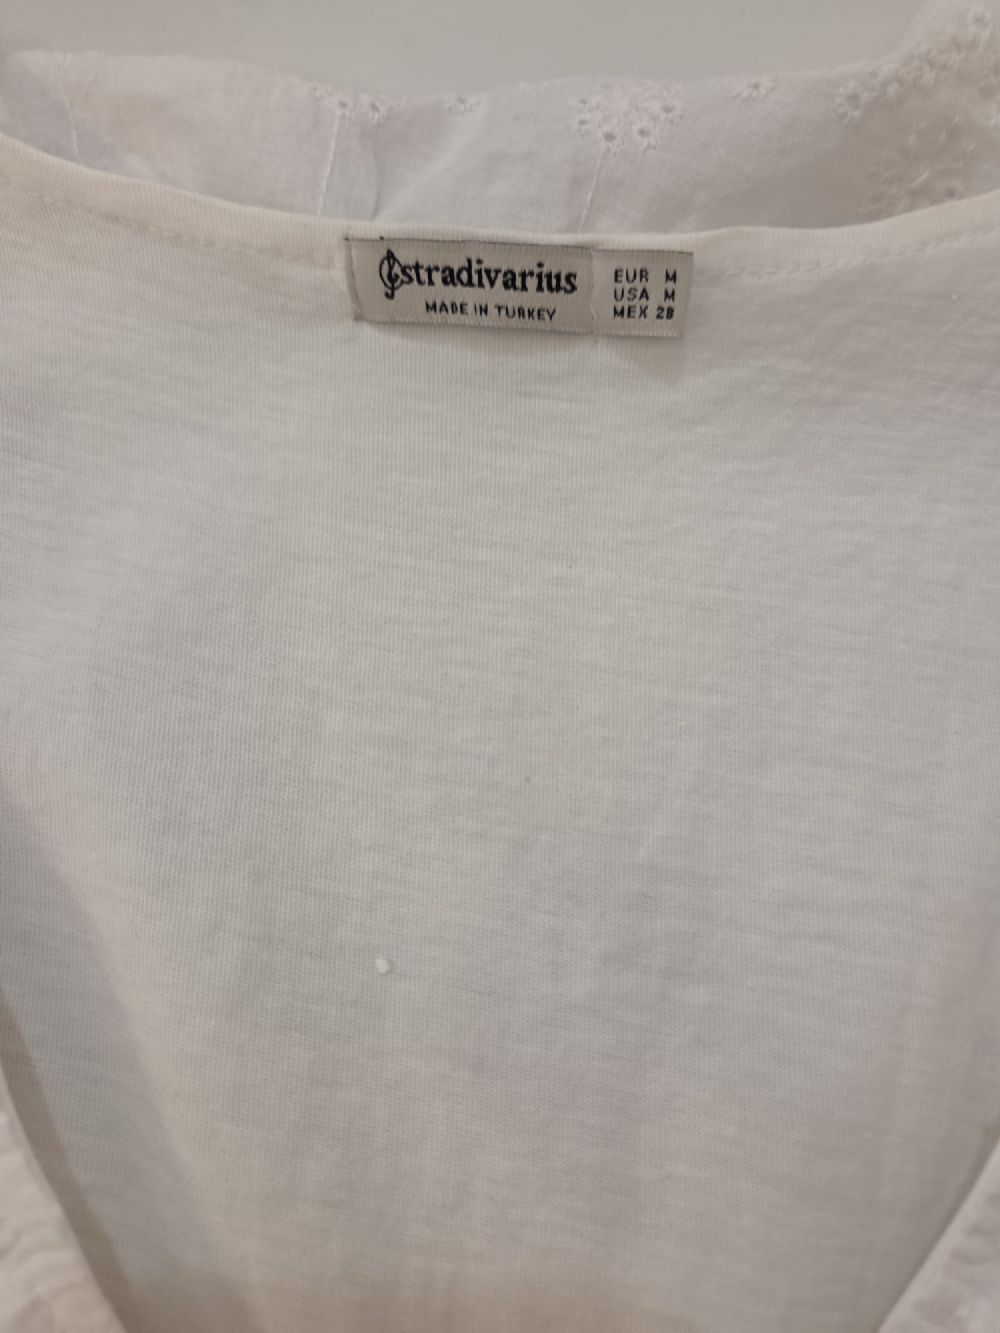 stradivarius
MADE IN TURKEY
EUR M
USA M
MEX 28